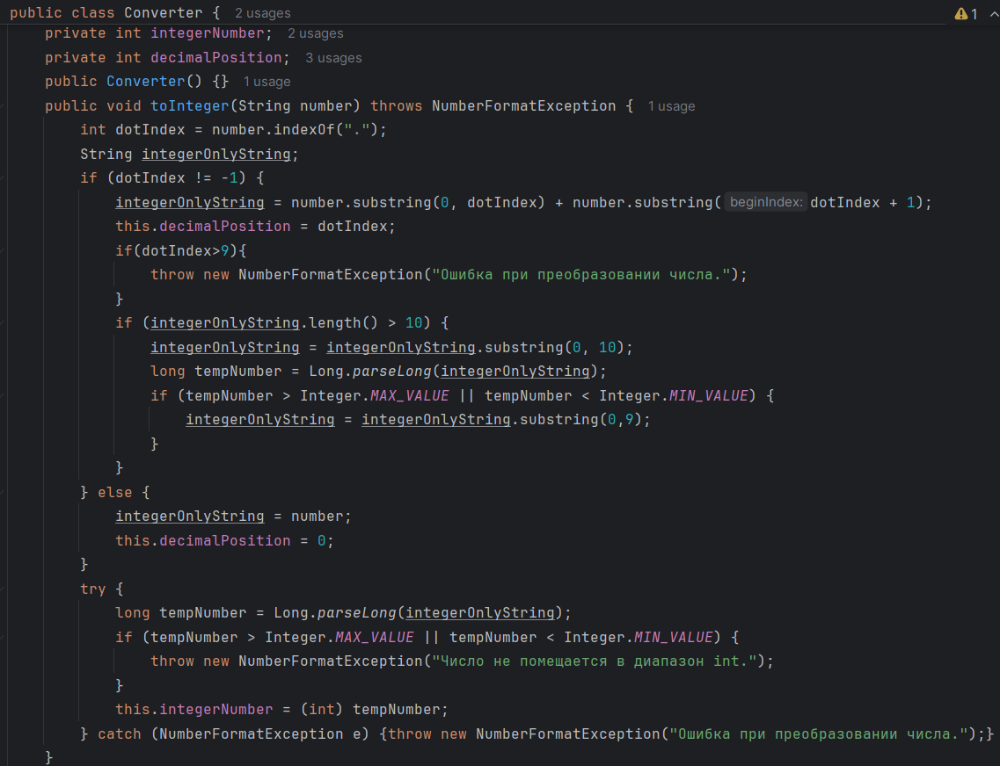 public class Converter { 2 usages 1
private int integerNumber; 2 usages
private int decimalPosition; 3 usages
public Converter() {} 1 usage
public void toInteger(String number) throws NumberFormatException { 1 usage
int dotIndex = number.indexOf(".");
String integerOnlyString;
if (dotIndex != -1) {
integerOnlyString = number.substring(0, dotIndex) + number.substring( beginIndex: dotIndex + 1);
this.decimalPosition = dotIndex;
if(dotIndex>9){
throw new NumberFormatException("Ошибка при преобразовании числа.");
}
if (integerOnlyString.length() > 10) {
integerOnlyString = integerOnlyString.substring(0, 10);
long tempNumber = Long.parseLong(integerOnlyString);
if (tempNumber > Integer.MAX_VALUE || tempNumber < Integer.MIN_VALUE) {
integerOnlyString = integerOnlyString.substring(0,9);
}
}
} else {
integerOnlyString = number;
this.decimalPosition = 0;
}
try {
long tempNumber = Long.parseLong(integerOnlyString);
if (tempNumber > Integer.MAX_VALUE || tempNumber < Integer.MIN_VALUE) {
throw new NumberFormatException("Число не помещается в диапазон int.");
}
this.integerNumber = (int) tempNumber;
} catch (NumberFormatException e) {throw new NumberFormatException("Ошибка при преобразовании числа.");}
}